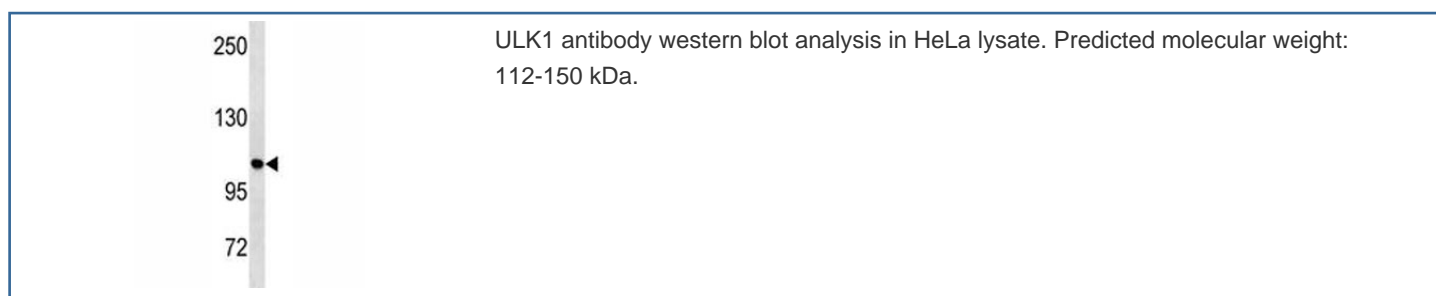 250
130
95
72
ULK1 antibody western blot analysis in HeLa lysate. Predicted molecular weight:
112-150 kDa.